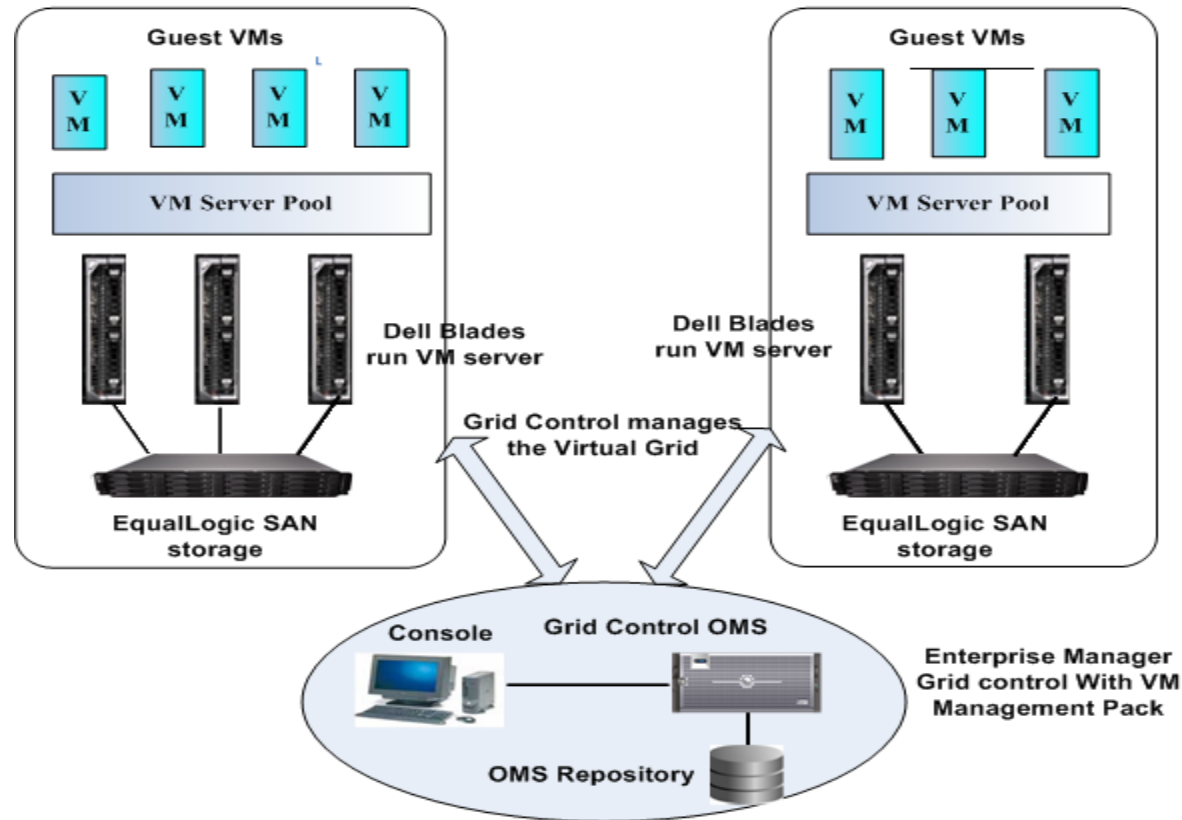 Guest VMs
L
V
M
V
M
V
M
V
M
VM Server Pool
Dell Blades
run VM server
EqualLogic SAN
storage
Guest VMs
V
M
V
M
V
M
VM Server Pool
Dell Blades
run VM server
EqualLogic SAN
storage
Grid Control manages
the Virtual Grid
Console
Grid Control OMS
OMS Repository
Enterprise Manager
Grid control With VM
Management Pack